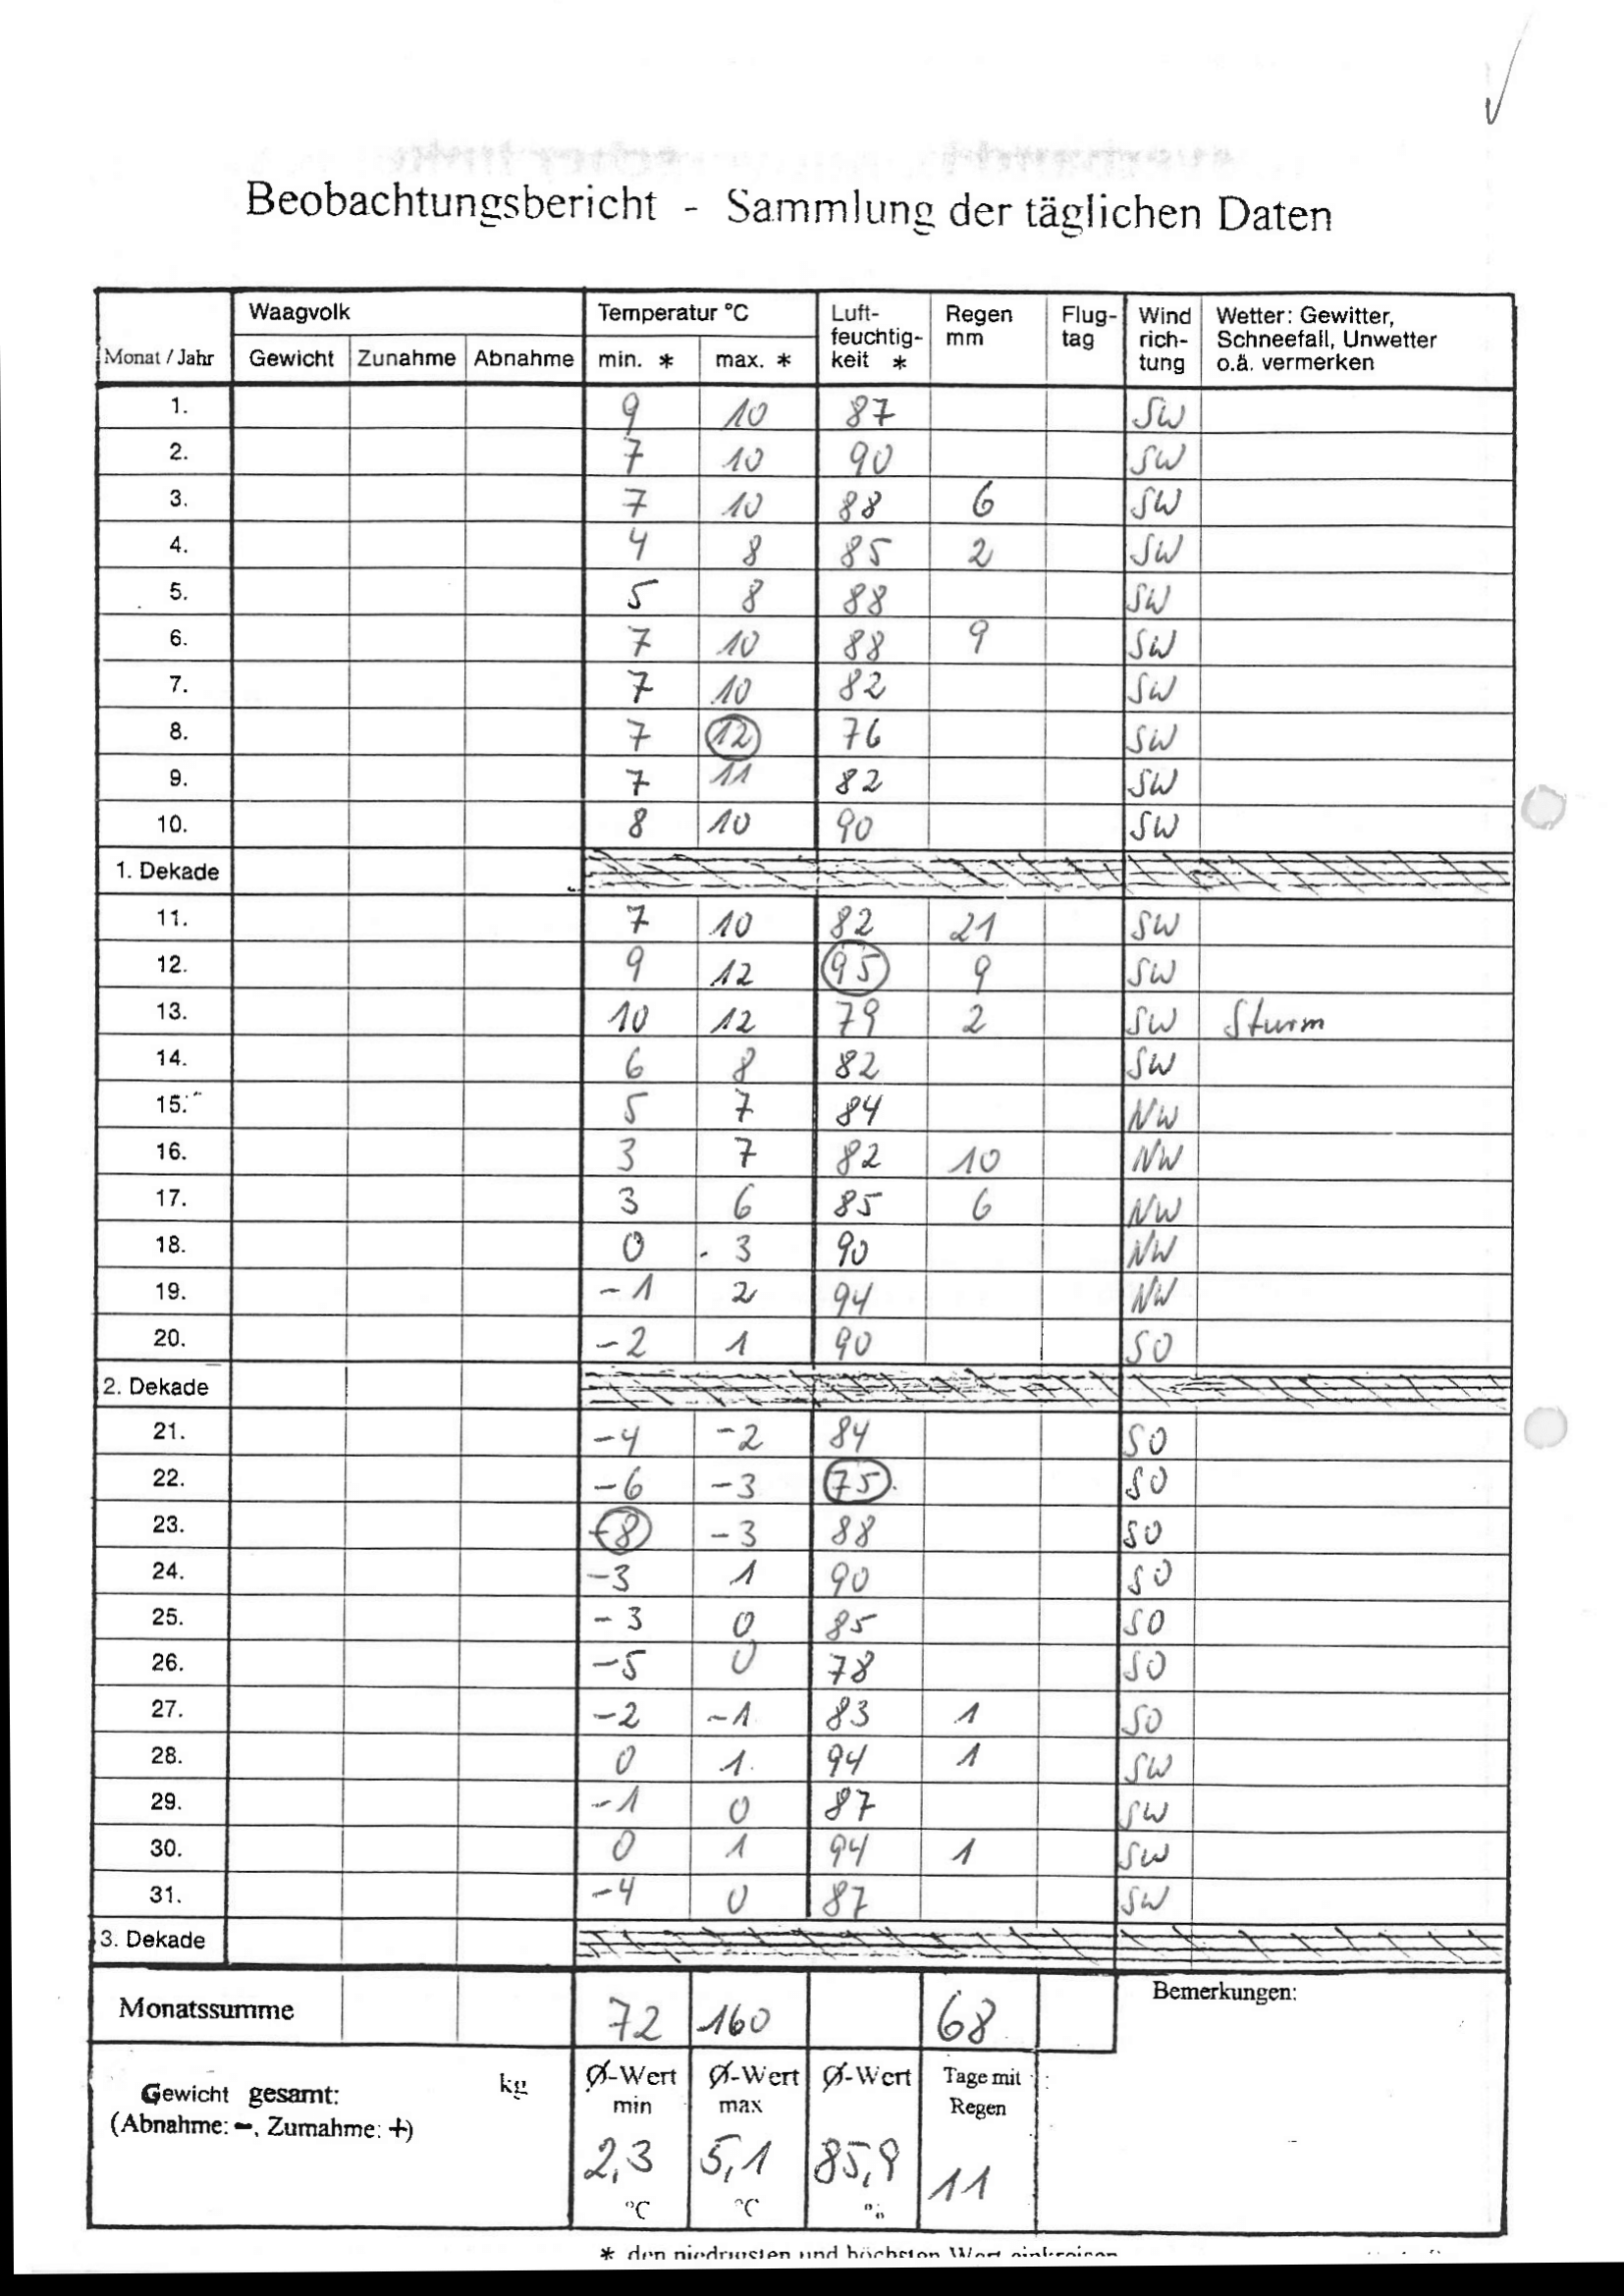 Beobachtungsbericht - Sammlung der täglichen Daten
Monat / Jahr Waagvolk Temperatur °C Luft-feuchtig-keit * Regen mm Flug-tag Wind rich-tung Wetter: Gewitter, Schneefall, Unwetter o.ä. vermerken
Gewicht Zunahme Abnahme min. * max. *
1. 9 10 87 SW
2. 7 10 90 SW
3. 7 10 88 6 SW
4. 4 8 85 2 SW
5. 5 8 88 SW
6. 7 10 88 9 SW
7. 7 10 82 SW
8. 7 12 76 SW
9. 7 11 82 SW
10. 8 10 90 SW
1. Dekade
11. 7 10 82 21 SW
12. 9 12 95 9 SW
13. 10 12 79 2 SW Sturm
14. 6 8 82 SW
15. 5 7 84 NW
16. 3 7 82 10 NW
17. 3 6 85 6 NW
18. 0 3 90 NW
19. -1 2 94 NW
20. -2 1 90 SO
2. Dekade
21. -4 -2 84 SO
22. -6 -3 75 SO
23. -8 -3 88 SO
24. -3 1 90 SO
25. -3 0 85 SO
26. -5 0 78 SO
27. -2 -1 83 1 SO
28. 0 1 94 1 SW
29. -1 0 87 SW
30. 0 1 94 1 SW
31. -4 0 87 SW
3. Dekade
Monatssumme 72 160 68
Bemerkungen:
Gewicht gesamt: kg
(Abnahme: -, Zumahme: +)
Ø-Wert min Ø-Wert max Ø-Wert Tage mit Regen
2,3 5,1 85,9 11
°C °C %
* den niedrigsten und höchsten Wert einkreisen